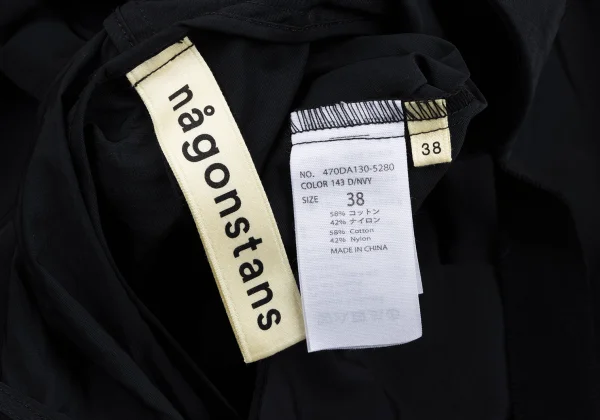 någonstans
38
NO. 470DA130-5280
COLOR 143 D/NVY
SIZE 38
58% コットン
42% ナイロン
58% Cotton
42% Nylon
MADE IN CHINA